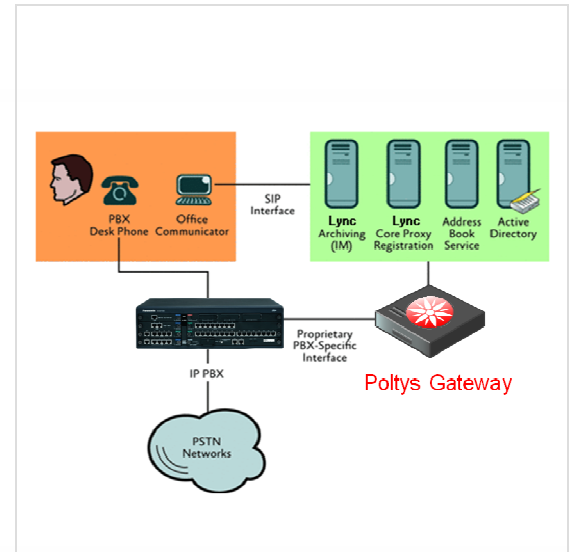 PBX
Desk Phone
Office
Communicator
SIP
Interface
Lync
Archiving
(IM)
Lync
Core Proxy
Registration
Address
Book
Service
Active
Directory
Proprietary
PBX-Specific
Interface
Poltys Gateway
IP PBX
PSTN
Networks